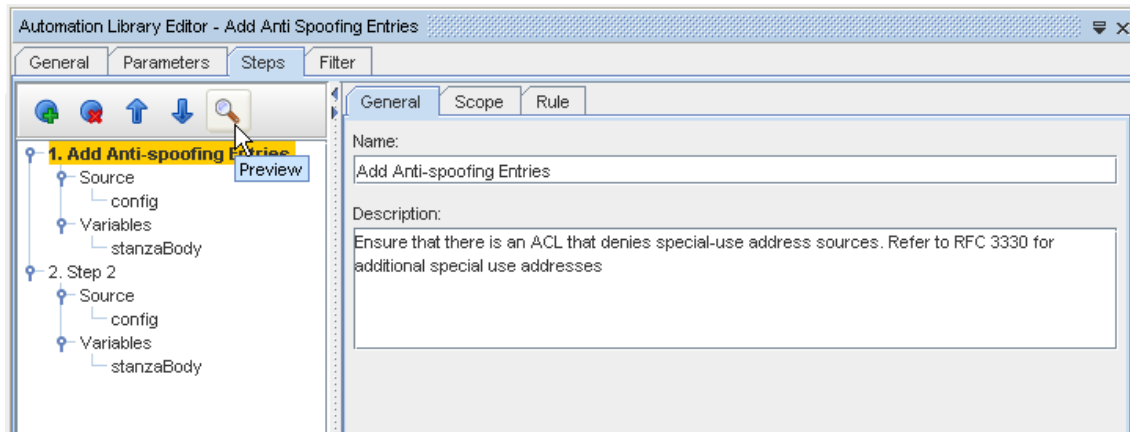 Automation Library Editor - Add Anti Spoofing Entries
General Parameters Steps Filter
General Scope Rule
1. Add Anti-spoofing Entries
Preview
Source
config
Variables
stanzaBody
2. Step 2
Source
config
Variables
stanzaBody
Name:
Add Anti-spoofing Entries
Description:
Ensure that there is an ACL that denies special-use address sources. Refer to RFC 3330 for
additional special use addresses